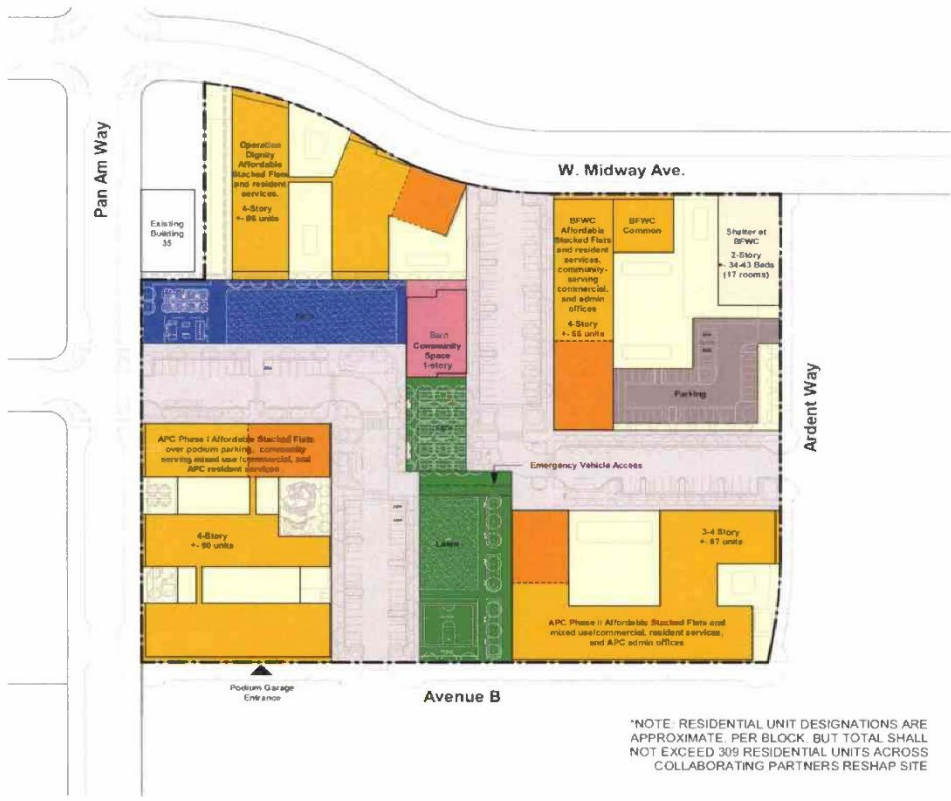 Pan Am Way
W. Midway Ave.
Operation
Dignity
Affordable
Stacked Flats
and resident
services.
4-Story
+- 86 units
Existing
Building
35
BFWC
Affordable
Stacked Flats
and resident
services,
community-
serving
commercial,
and admin
offices
4-Story
+- 66 units
BFWC
Common
Shelter at
BFWC
2-Story
+- 34-43 Beds
(17 rooms)
Barn
Community
Space
1-story
Parking
Ardent Way
APC Phase I Affordable Stacked Flats
over podium parking, community
serving mixed use /commercial, and
APC resident services
Emergency Vehicle Access
4-Story
+- 90 units
Lawn
3-4 Story
+- 67 units
APC Phase II Affordable Stacked Flats and
mixed use/commercial, resident services,
and APC admin offices
Podium Garage
Entrance
Avenue B
*NOTE: RESIDENTIAL UNIT DESIGNATIONS ARE
APPROXIMATE, PER BLOCK, BUT TOTAL SHALL
NOT EXCEED 309 RESIDENTIAL UNITS ACROSS
COLLABORATING PARTNERS RESHAP SITE